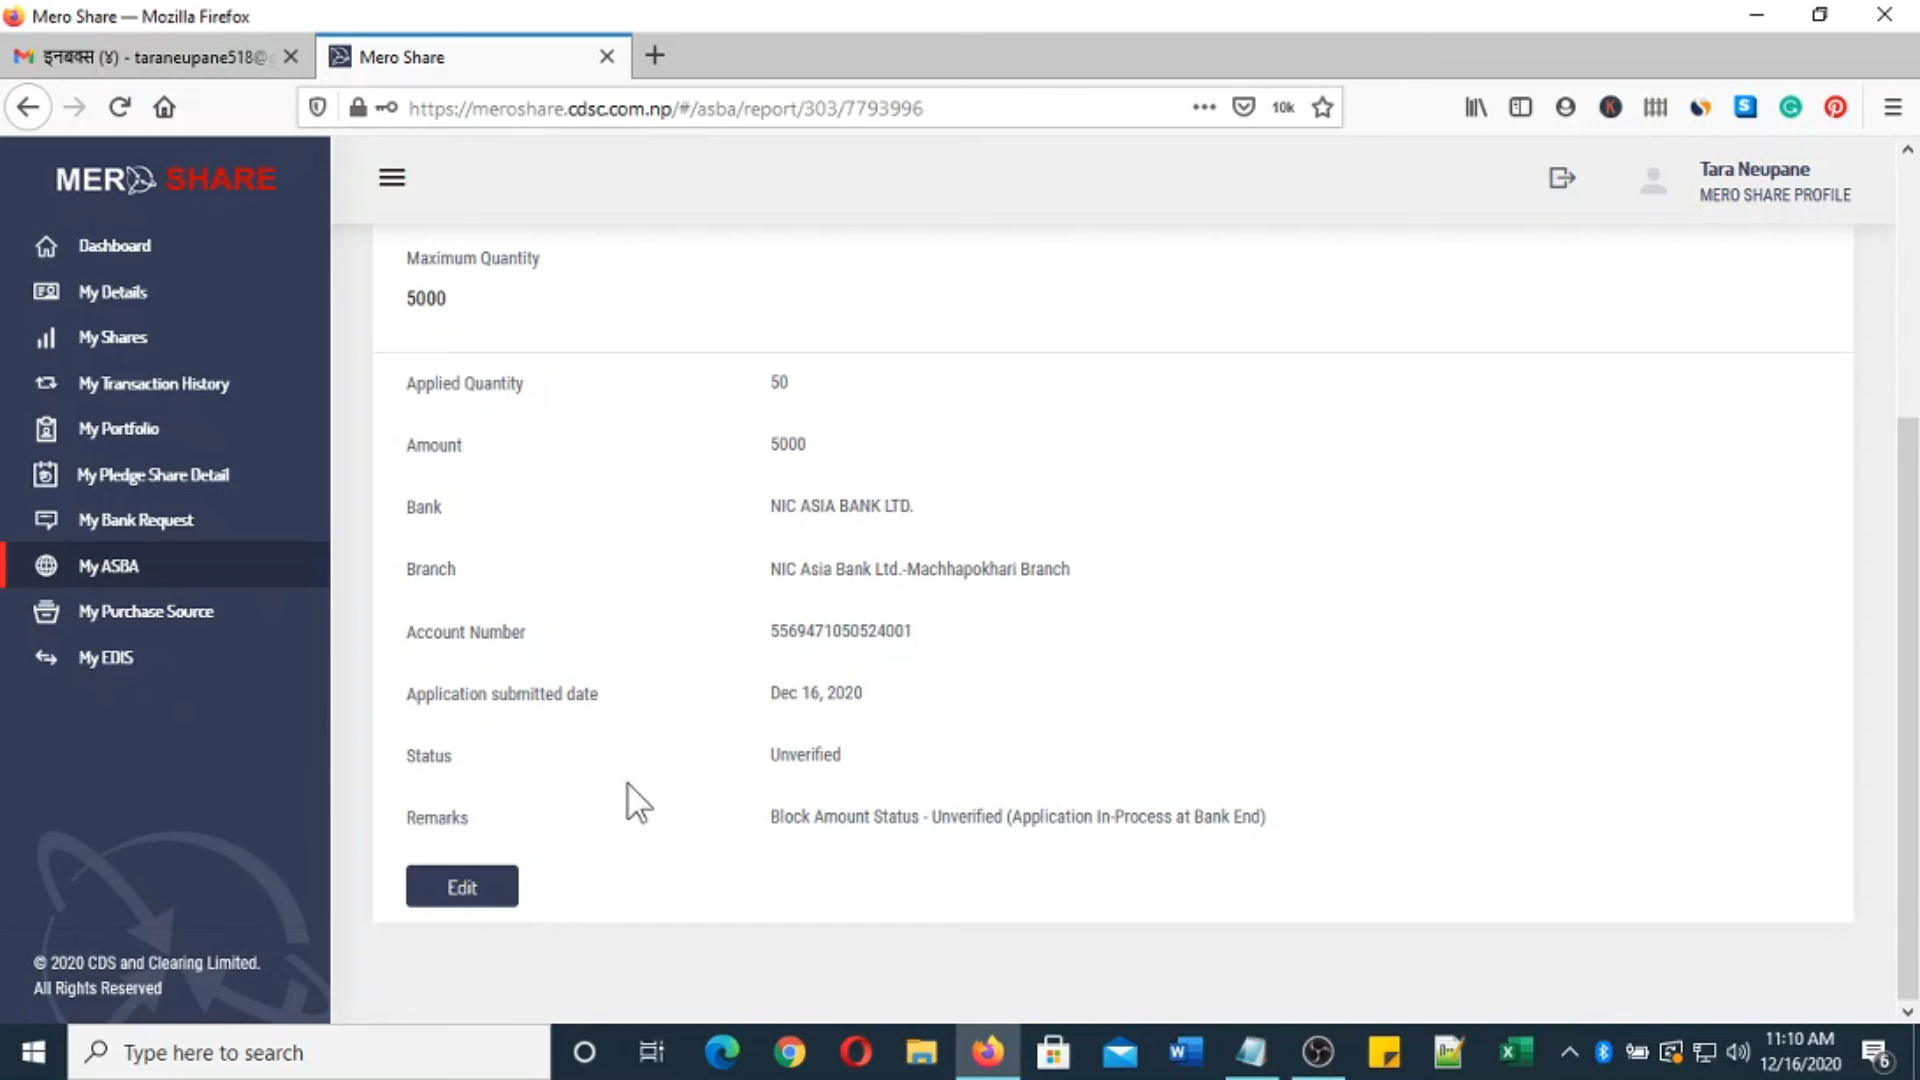 Mero Share — Mozilla Firefox
इनबक्स (४) - taraneupane518@
Mero Share
https://meroshare.cdsc.com.np/#/asba/report/303/7793996
10k
MERO SHARE
Tara Neupane
MERO SHARE PROFILE
Dashboard
My Details
My Shares
My Transaction History
My Portfolio
My Pledge Share Detail
My Bank Request
My ASBA
My Purchase Source
My EDIS
© 2020 CDS and Clearing Limited.
All Rights Reserved
Maximum Quantity
5000
Applied Quantity 50
Amount 5000
Bank NIC ASIA BANK LTD.
Branch NIC Asia Bank Ltd.-Machhapokhari Branch
Account Number 5569471050524001
Application submitted date Dec 16, 2020
Status Unverified
Remarks Block Amount Status - Unverified (Application In-Process at Bank End)
Edit
Type here to search
11:10 AM
12/16/2020
6